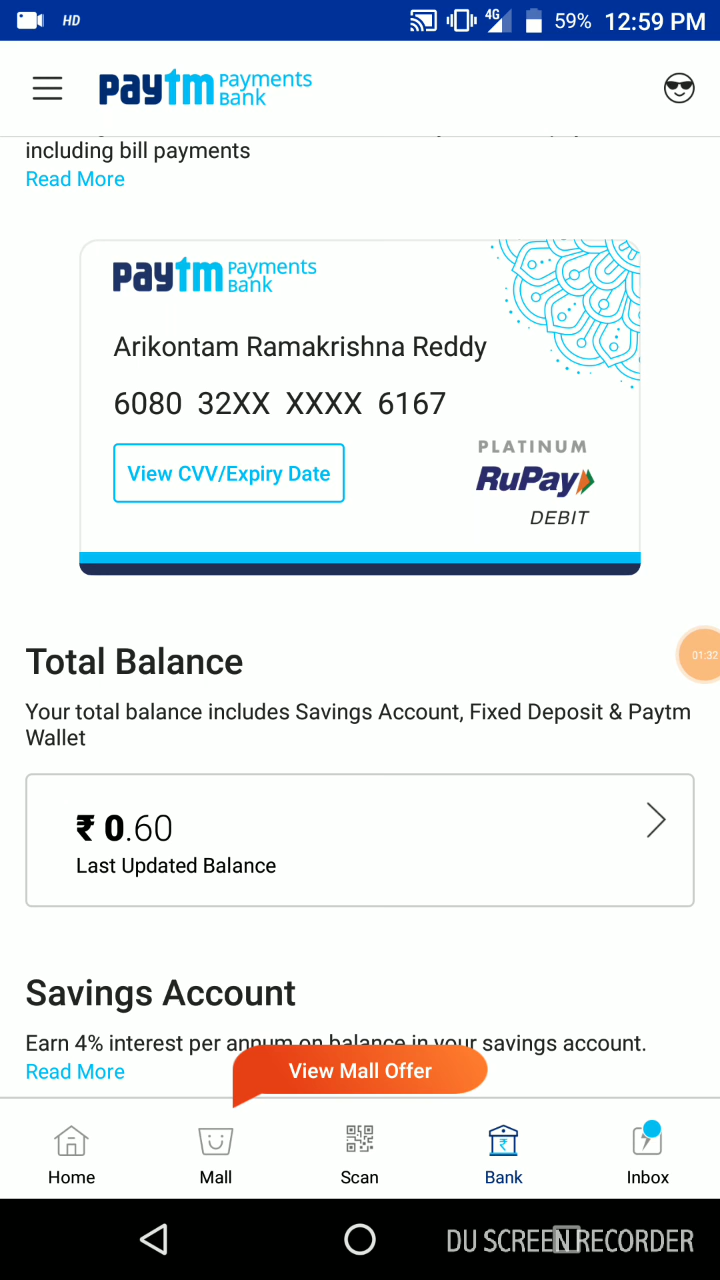 HD 4G 59% 12:59 PM
paytm Payments Bank
including bill payments
Read More
paytm Payments Bank
Arikontam Ramakrishna Reddy
6080 32XX XXXX 6167
View CVV/Expiry Date
PLATINUM
RuPay
DEBIT
01:32
Total Balance
Your total balance includes Savings Account, Fixed Deposit & Paytm
Wallet
₹ 0.60
Last Updated Balance
Savings Account
Earn 4% interest per annum on balance in your savings account.
Read More
View Mall Offer
Home Mall Scan Bank Inbox
DU SCREEN RECORDER